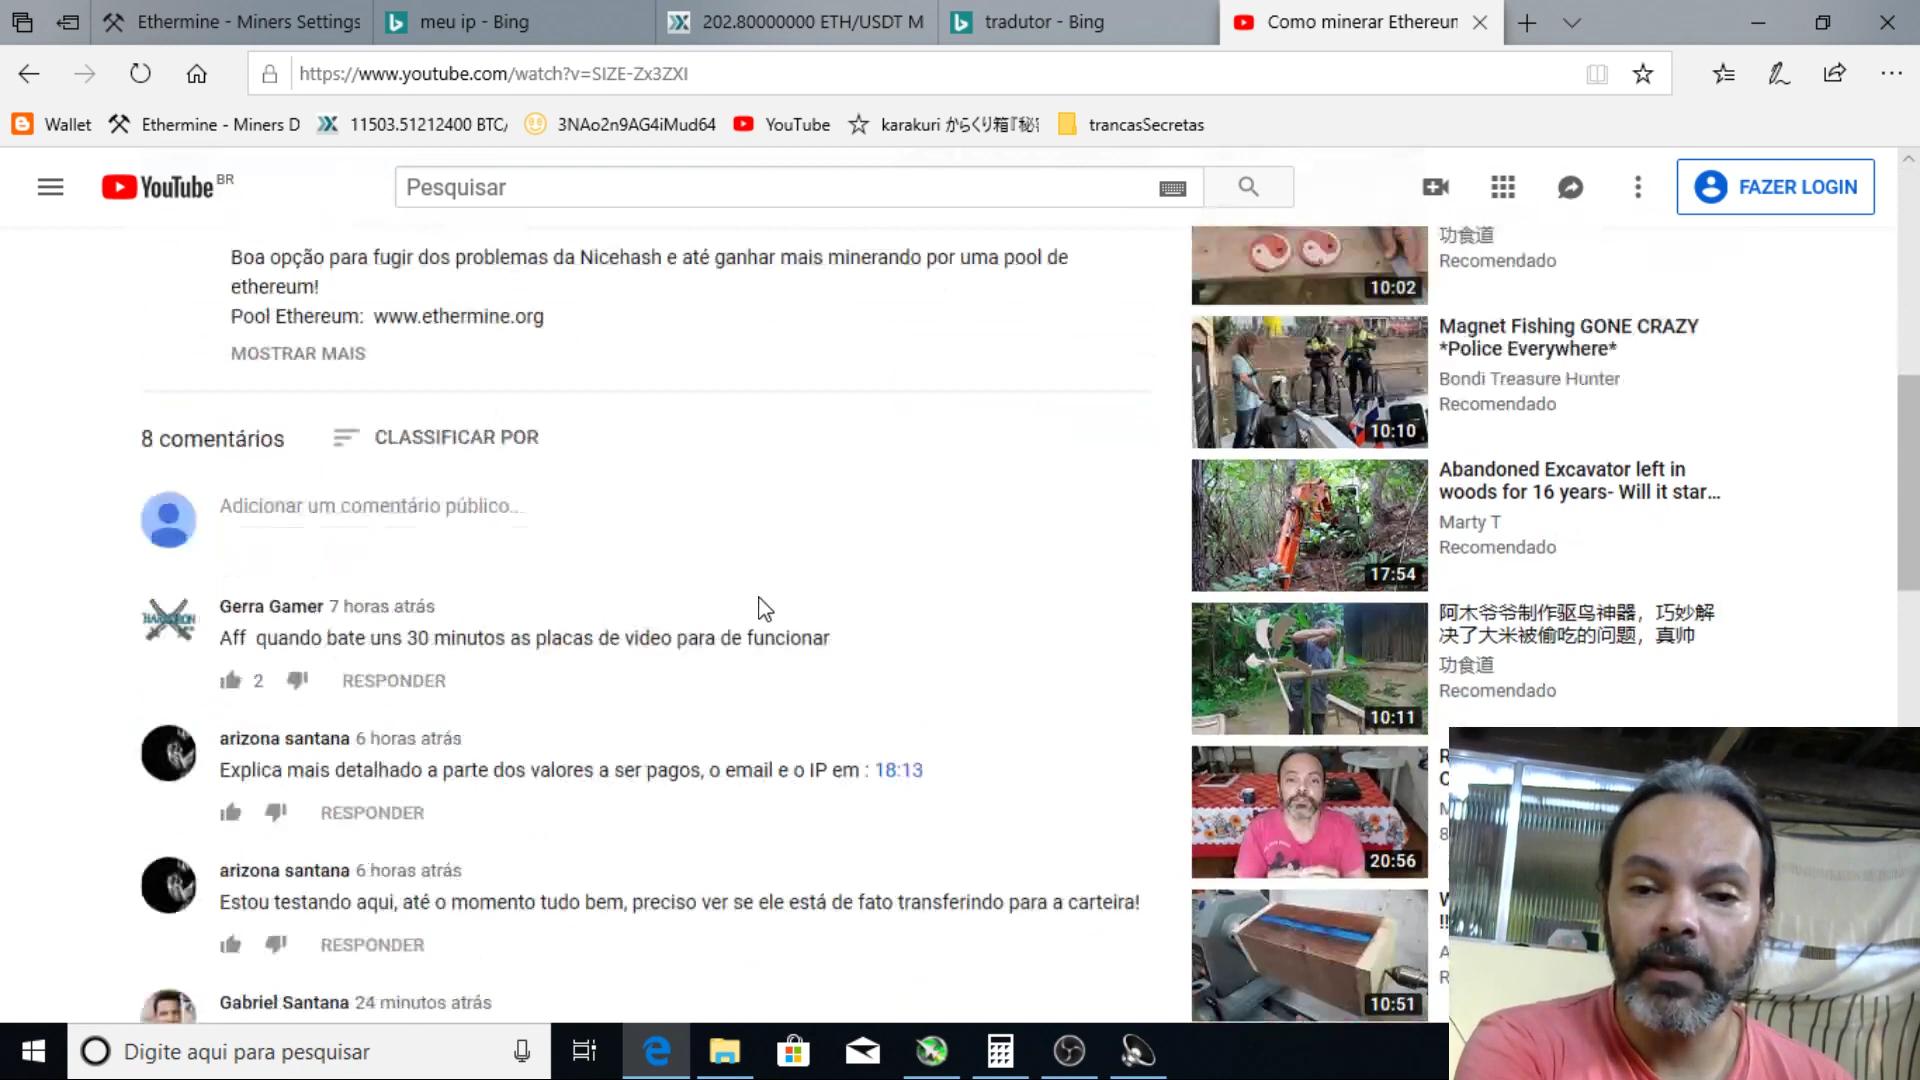 Ethermine - Miners Settings
meu ip - Bing
202.80000000 ETH/USDT M
tradutor - Bing
Como minerar Ethereun
https://www.youtube.com/watch?v=SIZE-Zx3ZXI
Wallet
Ethermine - Miners D
11503.51212400 BTC/
3NAo2n9AG4iMud64
YouTube
karakuri からくり箱『秘密
trancasSecretas
YouTube BR
Pesquisar
FAZER LOGIN
Boa opção para fugir dos problemas da Nicehash e até ganhar mais minerando por uma pool de
ethereum!
Pool Ethereum: www.ethermine.org
MOSTRAR MAIS
8 comentários
CLASSIFICAR POR
Adicionar um comentário público...
Gerra Gamer 7 horas atrás
Aff quando bate uns 30 minutos as placas de video para de funcionar
2
RESPONDER
arizona santana 6 horas atrás
Explica mais detalhado a parte dos valores a ser pagos, o email e o IP em : 18:13
RESPONDER
arizona santana 6 horas atrás
Estou testando aqui, até o momento tudo bem, preciso ver se ele está de fato transferindo para a carteira!
RESPONDER
Gabriel Santana 24 minutos atrás
10:02
功食道
Recomendado
10:10
Magnet Fishing GONE CRAZY
*Police Everywhere*
Bondi Treasure Hunter
Recomendado
17:54
Abandoned Excavator left in
woods for 16 years- Will it star...
Marty T
Recomendado
10:11
阿木爷爷制作驱鸟神器，巧妙解
决了大米被偷吃的问题，真帅
功食道
Recomendado
20:56
10:51
Digite aqui para pesquisar